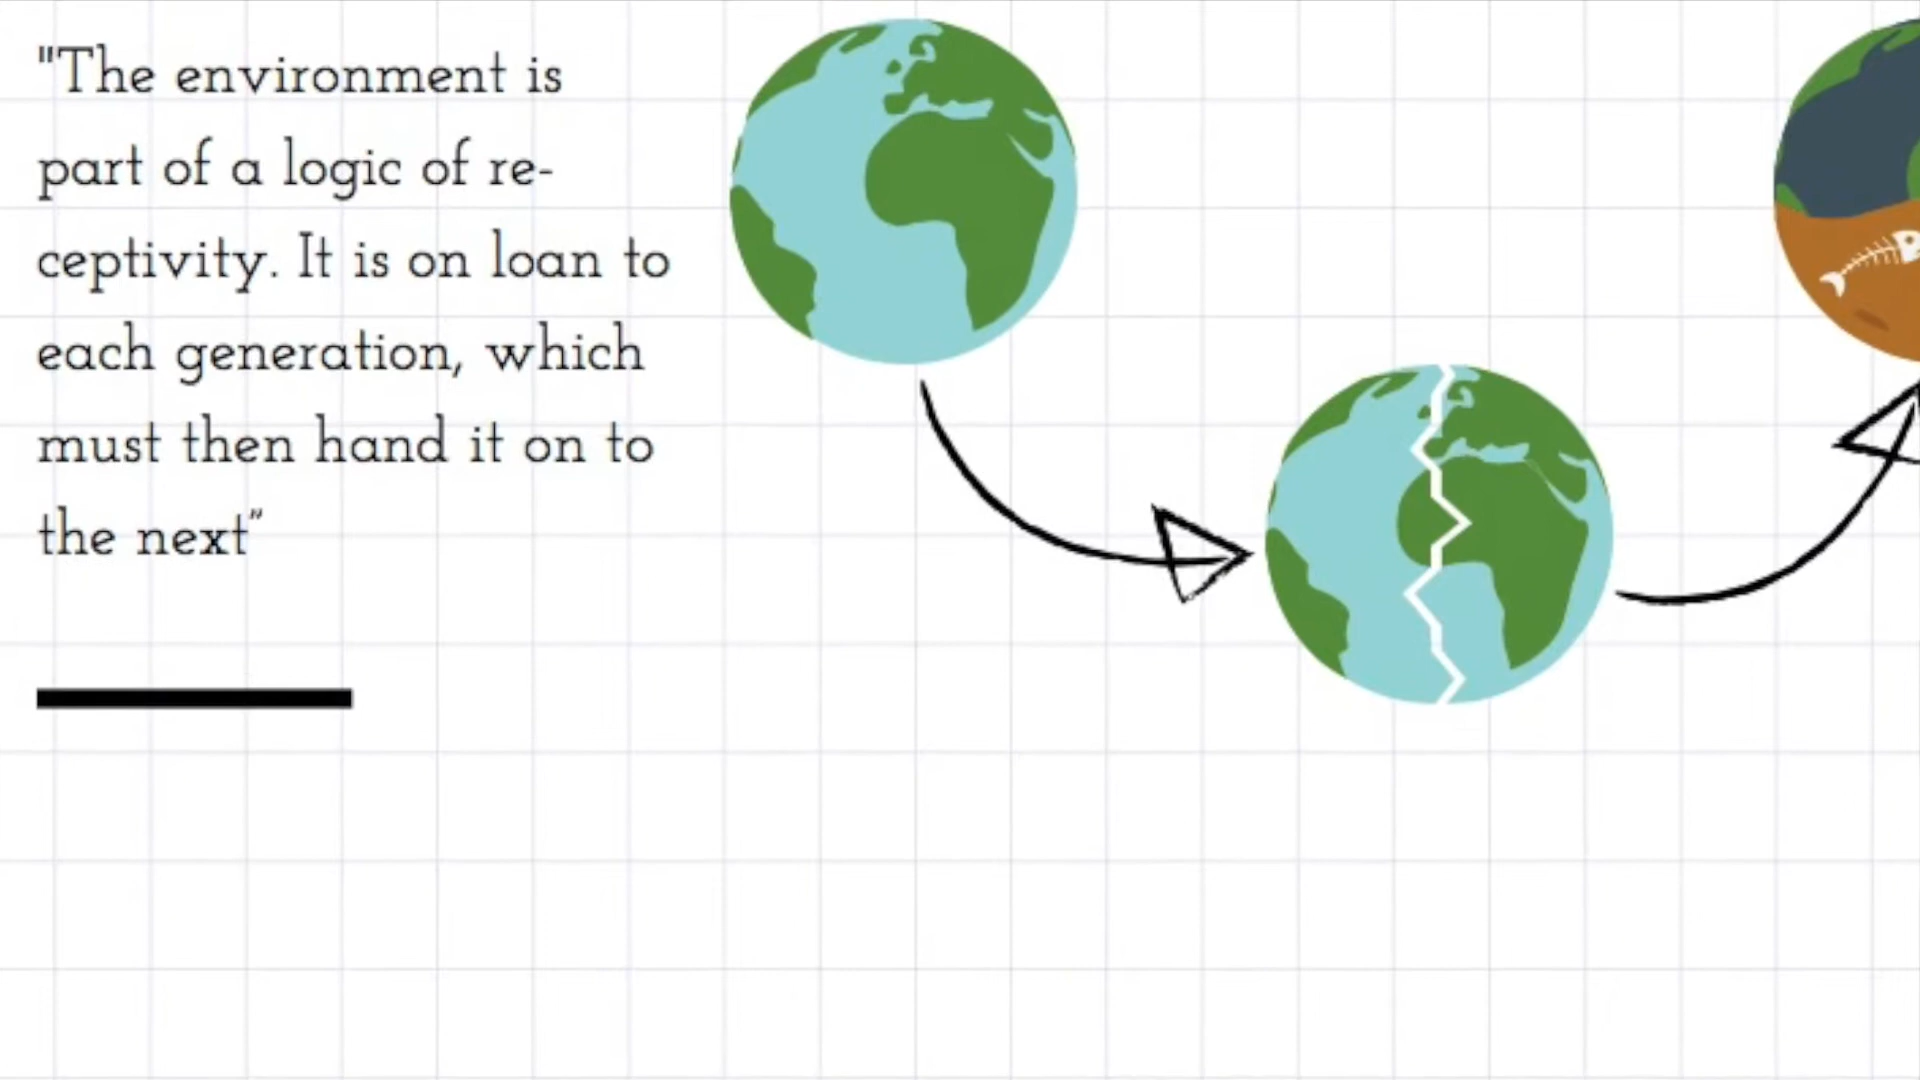 "The environment is
part of a logic of re-
ceptivity. It is on loan to
each generation, which
must then hand it on to
the next”